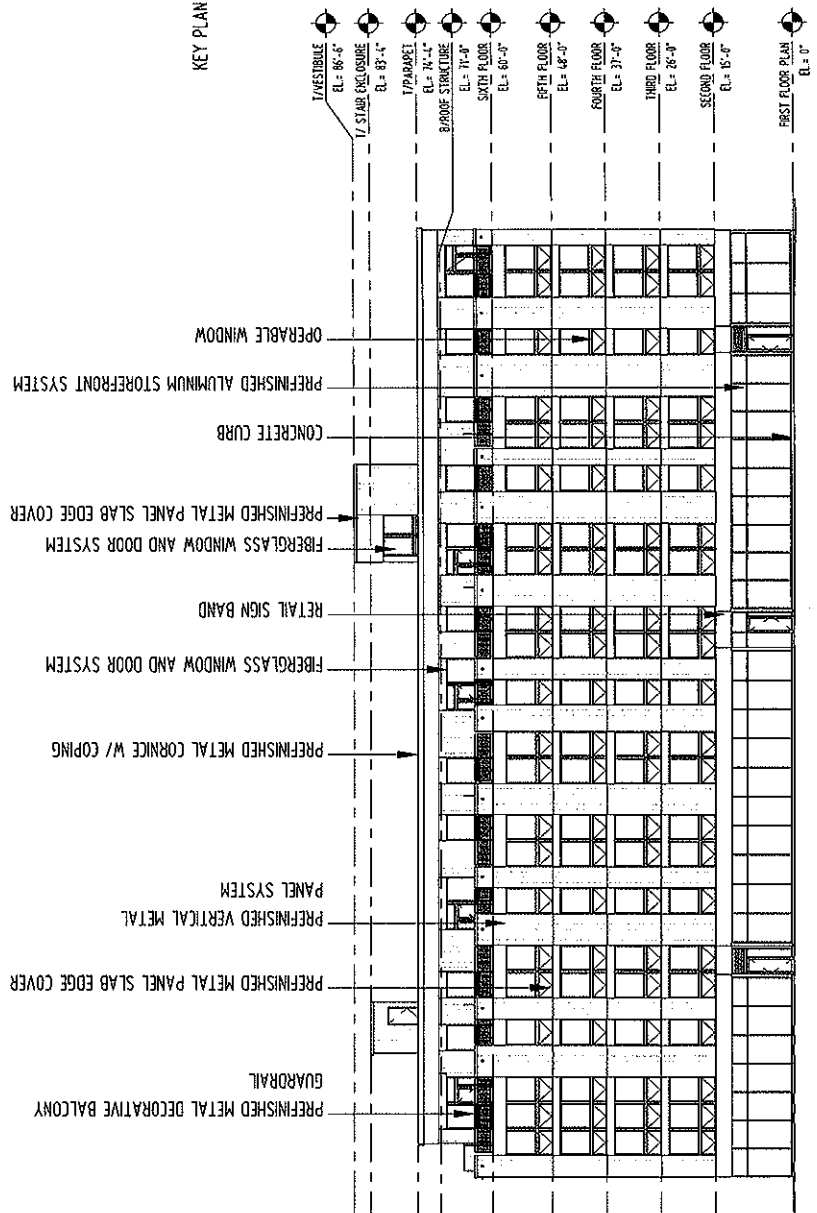 KEY PLAN
T/VESTIBULE
EL.= 86'-6"
T/ STAIR ENCLOSURE
EL.= 83'-4"
T/PARAPET
EL.= 74'-4"
B/ROOF STRUCTURE
EL.= 71'-0"
SIXTH FLOOR
EL.= 60'-0"
FIFTH FLOOR
EL.= 48'-0"
FOURTH FLOOR
EL.= 37'-0"
THIRD FLOOR
EL.= 26'-0"
SECOND FLOOR
EL.= 15'-0"
FIRST FLOOR PLAN
EL.= 0"
OPERABLE WINDOW
PREFINISHED ALUMINUM STOREFRONT SYSTEM
CONCRETE CURB
PREFINISHED METAL PANEL SLAB EDGE COVER
FIBERGLASS WINDOW AND DOOR SYSTEM
RETAIL SIGN BAND
FIBERGLASS WINDOW AND DOOR SYSTEM
PREFINISHED METAL CORNICE W/ COPING
PREFINISHED VERTICAL METAL
PANEL SYSTEM
PREFINISHED METAL PANEL SLAB EDGE COVER
PREFINISHED METAL DECORATIVE BALCONY
GUARDRAIL